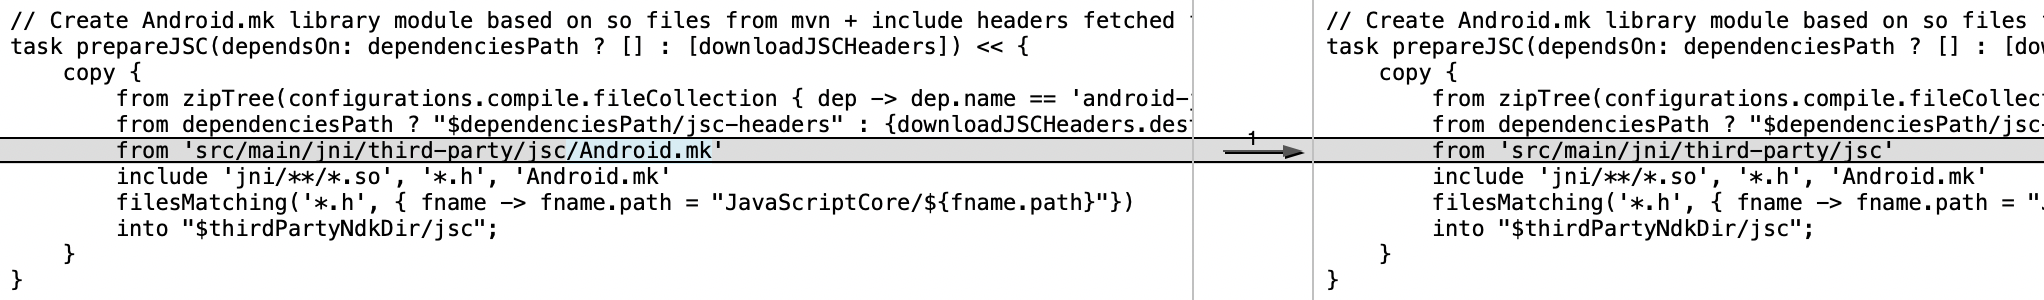 // Create Android.mk library module based on so files from mvn + include headers fetched
task prepareJSC(dependsOn: dependenciesPath ? [] : [downloadJSCHeaders]) << {
    copy {
        from zipTree(configurations.compile.fileCollection { dep -> dep.name == 'android-
        from dependenciesPath ? "$dependenciesPath/jsc-headers" : {downloadJSCHeaders.des
        from 'src/main/jni/third-party/jsc/Android.mk'
        include 'jni/**/*.so', '*.h', 'Android.mk'
        filesMatching('*.h', { fname -> fname.path = "JavaScriptCore/${fname.path}"})
        into "$thirdPartyNdkDir/jsc";
    }
}
1
// Create Android.mk library module based on so files
task prepareJSC(dependsOn: dependenciesPath ? [] : [dow
    copy {
        from zipTree(configurations.compile.fileCollec
        from dependenciesPath ? "$dependenciesPath/jsc-
        from 'src/main/jni/third-party/jsc'
        include 'jni/**/*.so', '*.h', 'Android.mk'
        filesMatching('*.h', { fname -> fname.path = "
        into "$thirdPartyNdkDir/jsc";
    }
}